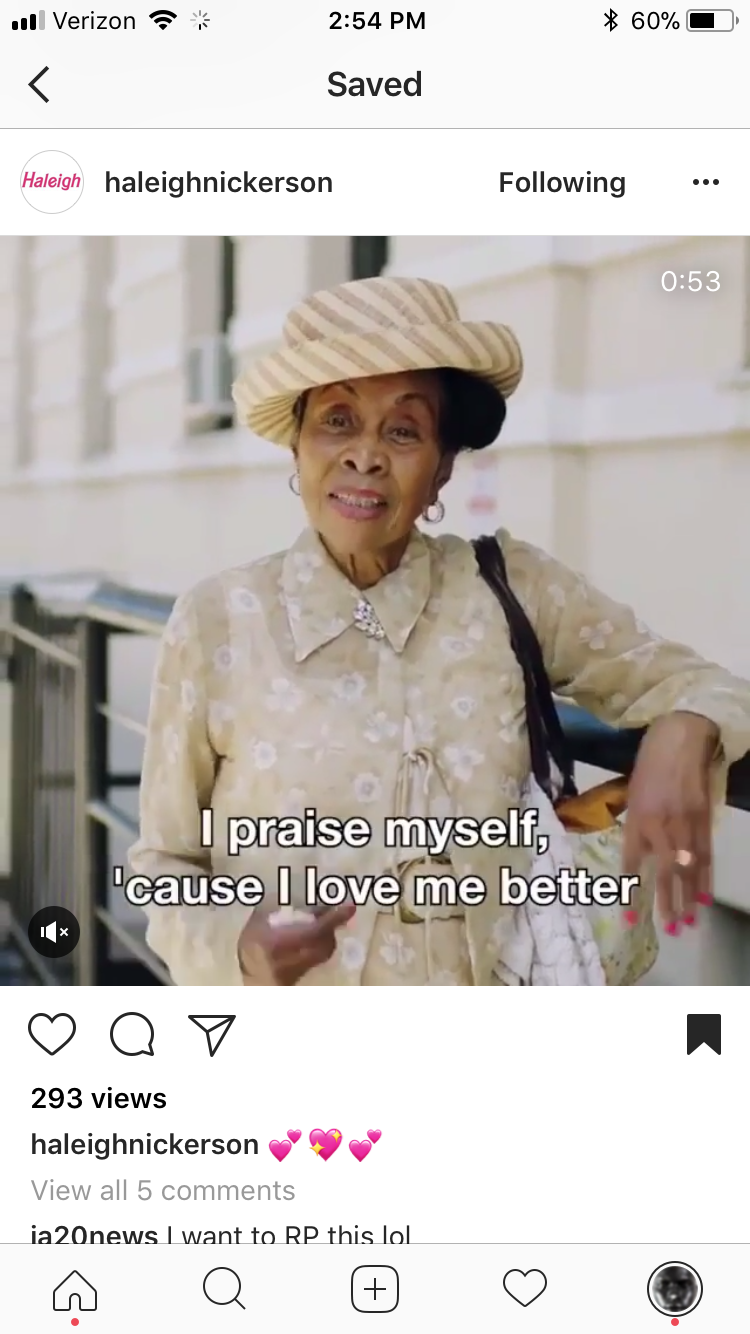 Verizon 2:54 PM 60%
Saved
Haleigh haleighnickerson Following
0:53
I praise myself,
'cause I love me better
293 views
haleighnickerson 💕 💖 💕
View all 5 comments
ja20news I want to RP this lol